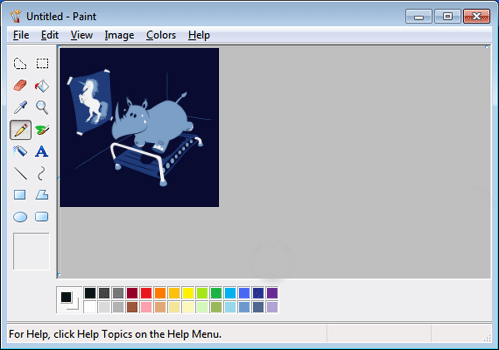 Untitled - Paint
File Edit View Image Colors Help
A
For Help, click Help Topics on the Help Menu.